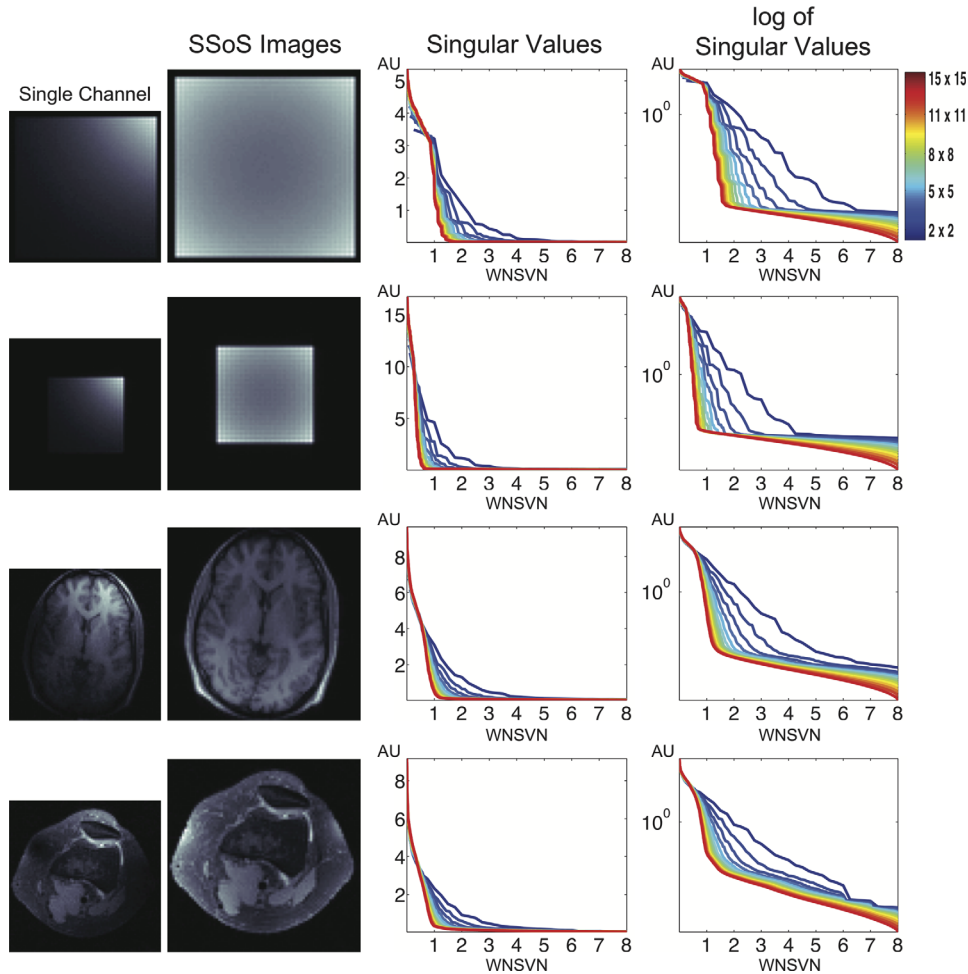 log of
SSoS Images Singular Values Singular Values
Single Channel
AU
5
4
3
2
1
1 2 3 4 5 6 7 8
WNSVN
AU
10⁰
1 2 3 4 5 6 7 8
WNSVN
15 x 15
11 x 11
8 x 8
5 x 5
2 x 2
AU
15
10
5
1 2 3 4 5 6 7 8
WNSVN
AU
10⁰
1 2 3 4 5 6 7 8
WNSVN
AU
8
6
4
2
1 2 3 4 5 6 7 8
WNSVN
AU
10⁰
1 2 3 4 5 6 7 8
WNSVN
AU
8
6
4
2
1 2 3 4 5 6 7 8
WNSVN
AU
10⁰
1 2 3 4 5 6 7 8
WNSVN